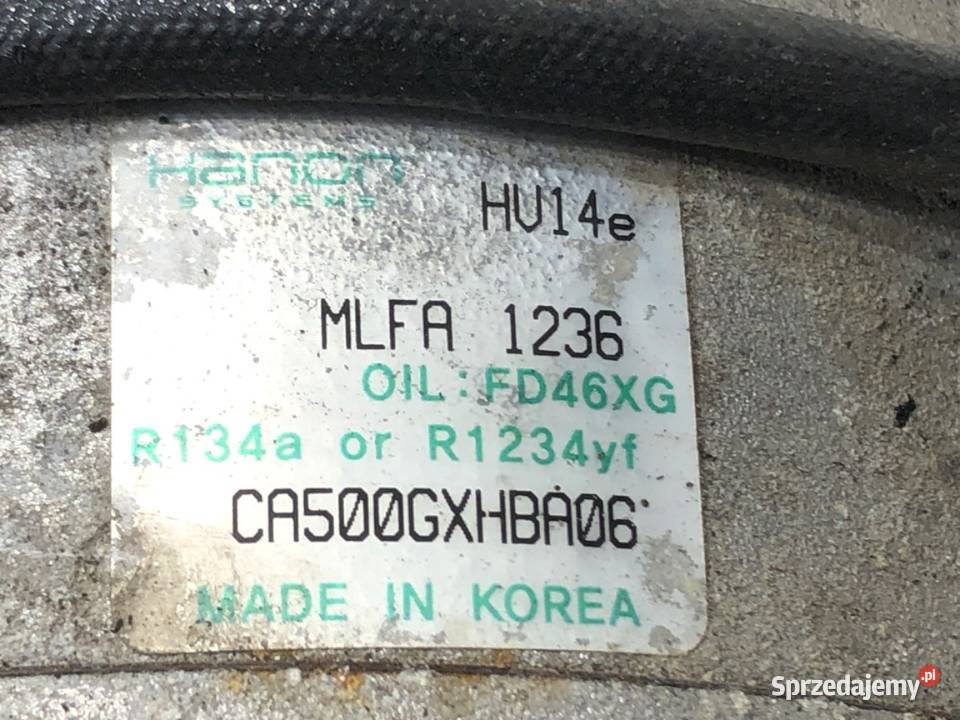 Hanon
SYSTEMS
HV14e
MLFA 1236
OIL:FD46XG
R134a or R1234yf
CA500GXHBA06
MADE IN KOREA
Sprzedajemy.pl